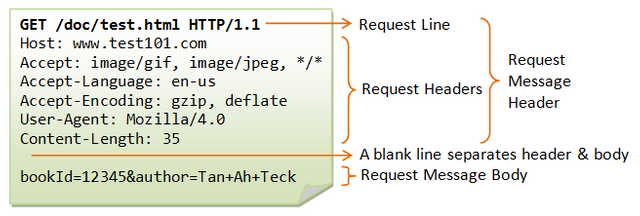 GET /doc/test.html HTTP/1.1
Request Line
Host: www.test101.com
Accept: image/gif, image/jpeg, */*
Accept-Language: en-us
Accept-Encoding: gzip, deflate
User-Agent: Mozilla/4.0
Content-Length: 35
Request Headers
Request
Message
Header
A blank line separates header & body
bookId=12345&author=Tan+Ah+Teck
Request Message Body